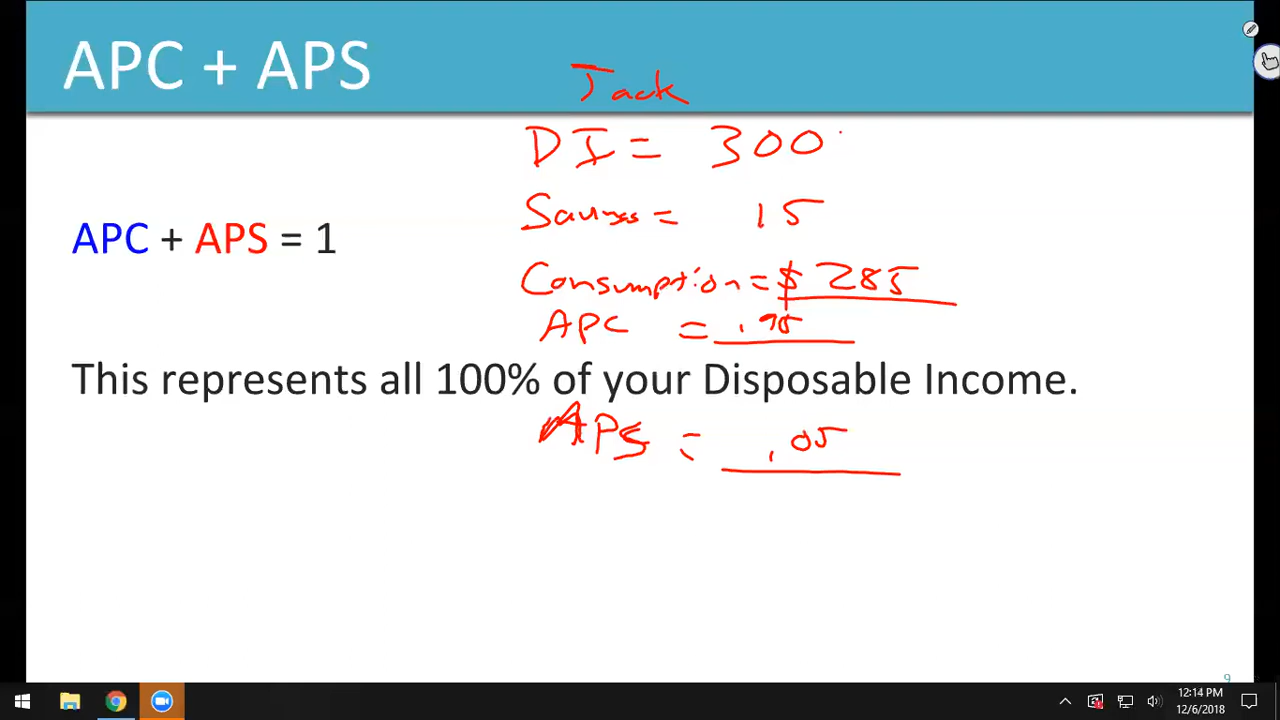 APC + APS
Jack
DI = 300
Savings = 15
APC + APS = 1
Consumption = $ 285
APC = .95
This represents all 100% of your Disposable Income.
APS = .05
9
12:14 PM
12/6/2018